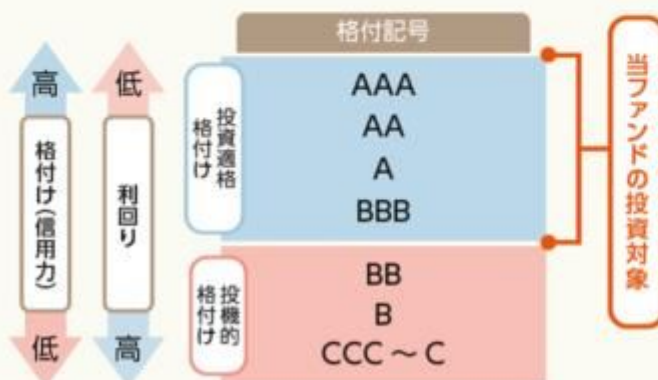 格付記号
高
格付け(信用力)
低
低
利回り
高
投資適格
格付け
AAA
AA
A
BBB
投機的
格付け
BB
B
CCC ～ C
当ファンドの投資対象